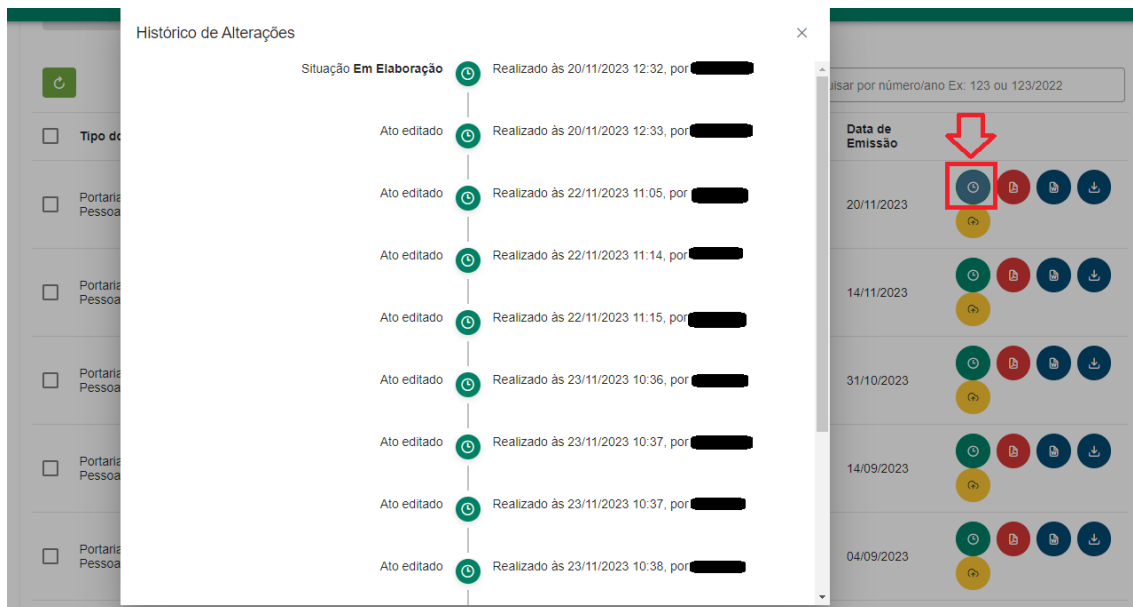 Histórico de Alterações
Situação Em Elaboração Realizado às 20/11/2023 12:32, por
Ato editado Realizado às 20/11/2023 12:33, por
Ato editado Realizado às 22/11/2023 11:05, por
Ato editado Realizado às 22/11/2023 11:14, por
Ato editado Realizado às 22/11/2023 11:15, por
Ato editado Realizado às 23/11/2023 10:36, por
Ato editado Realizado às 23/11/2023 10:37, por
Ato editado Realizado às 23/11/2023 10:37, por
Ato editado Realizado às 23/11/2023 10:38, por
por número/ano Ex: 123 ou 123/2022
Tipo
Data de
Emissão
Portaria
Pessoa
20/11/2023
Portaria
Pessoa
14/11/2023
Portaria
Pessoa
31/10/2023
Portaria
Pessoa
14/09/2023
Portaria
Pessoa
04/09/2023